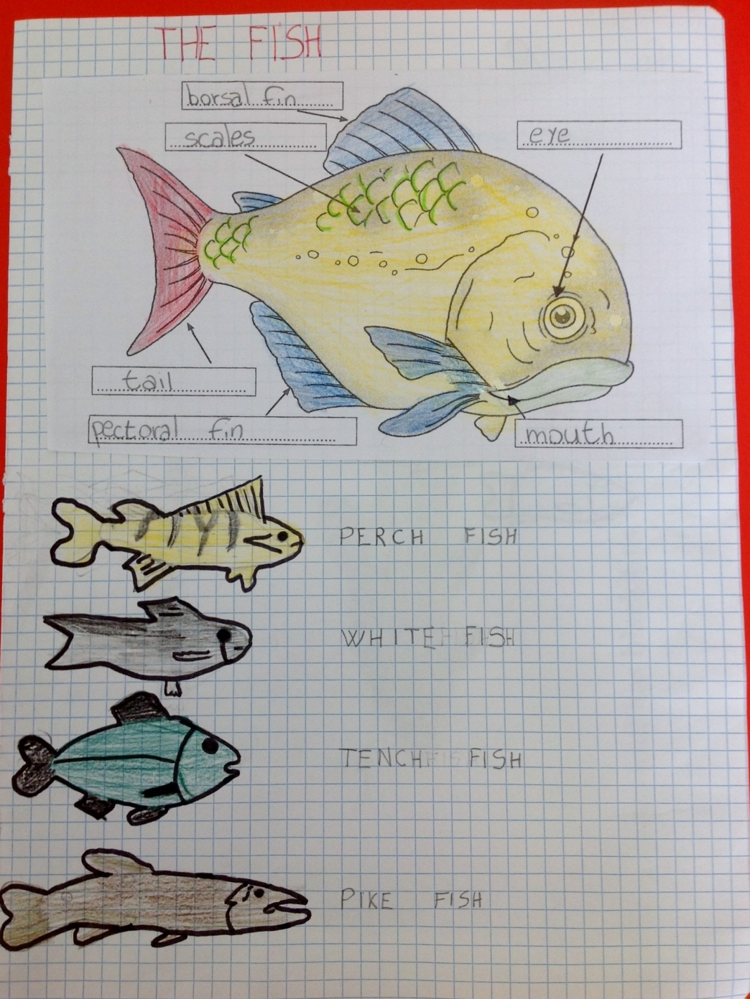 THE FISH
borsal fin
scales
eye
tail
pectoral fin
mouth
PERCH FISH
WHITE FISH
TENCH FISH
PIKE FISH